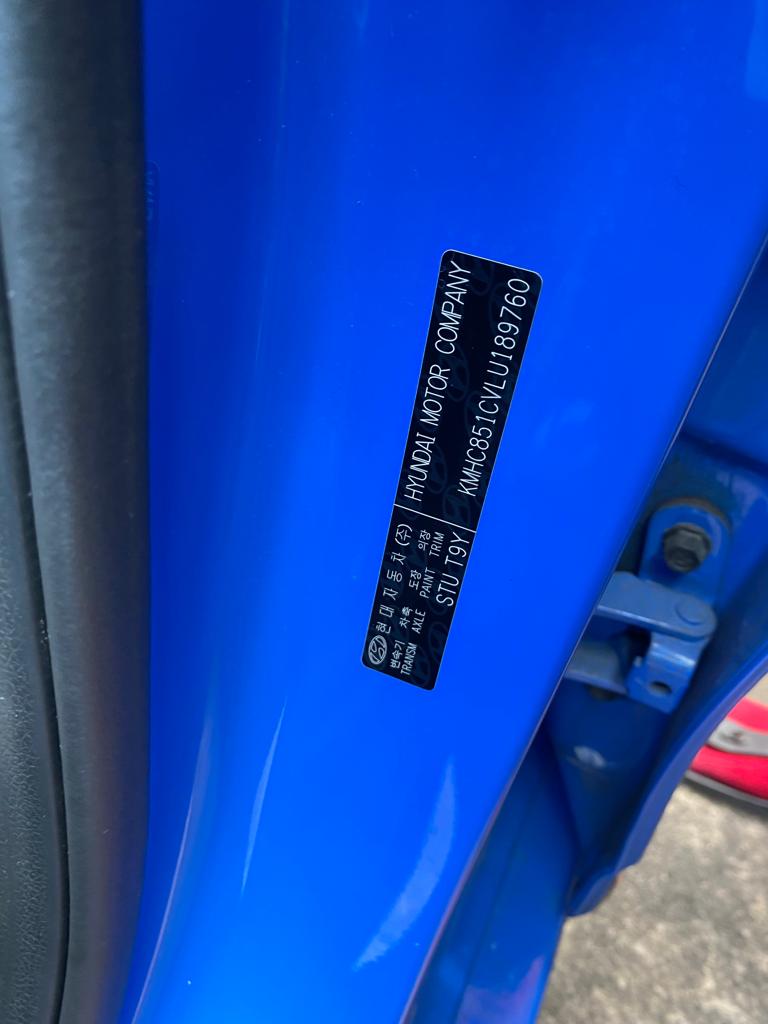 현대자동차(주) HYUNDAI MOTOR COMPANY
변속기 차축 도장 의장
TRANSM AXLE PAINT TRIM
STU T9Y KMHC851CVLU189760